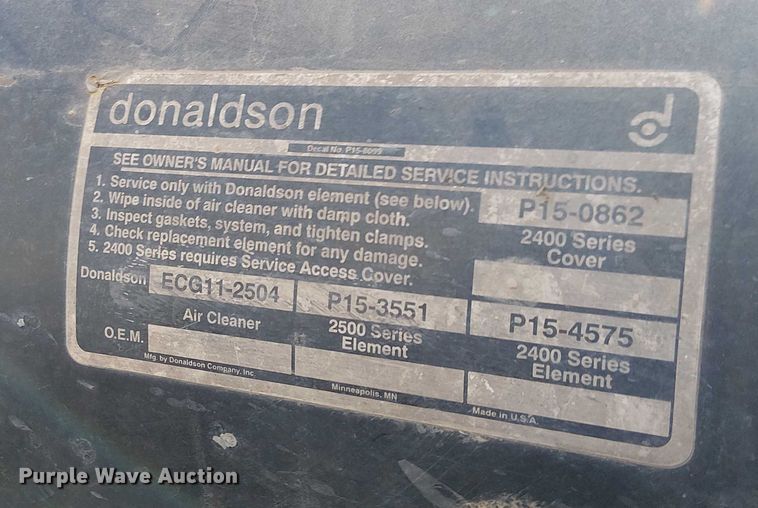 donaldson
Decal No. P15-
SEE OWNER'S MANUAL FOR DETAILED SERVICE INSTRUCTIONS.
1. Service only with Donaldson element (see below).
2. Wipe inside of air cleaner with damp cloth.
3. Inspect gaskets, system, and tighten clamps.
4. Check replacement element for any damage.
5. 2400 Series requires Service Access Cover.
P15-0862
2400 Series
Cover
Donaldson ECG11-2504 P15-3551 P15-4575
Air Cleaner
2500 Series
Element
2400 Series
Element
O.E.M.
Mfg. by Donaldson Company, Inc. Minneapolis, MN Made in U.S.A.
Purple Wave Auction